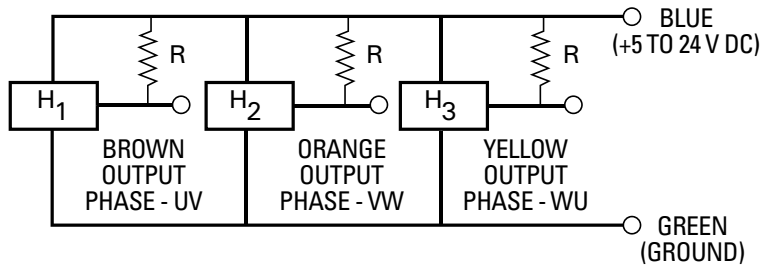 BLUE
(+5 TO 24 V DC)
R
R
R
H1
H2
H3
BROWN
OUTPUT
PHASE - UV
ORANGE
OUTPUT
PHASE - VW
YELLOW
OUTPUT
PHASE - WU
GREEN
(GROUND)